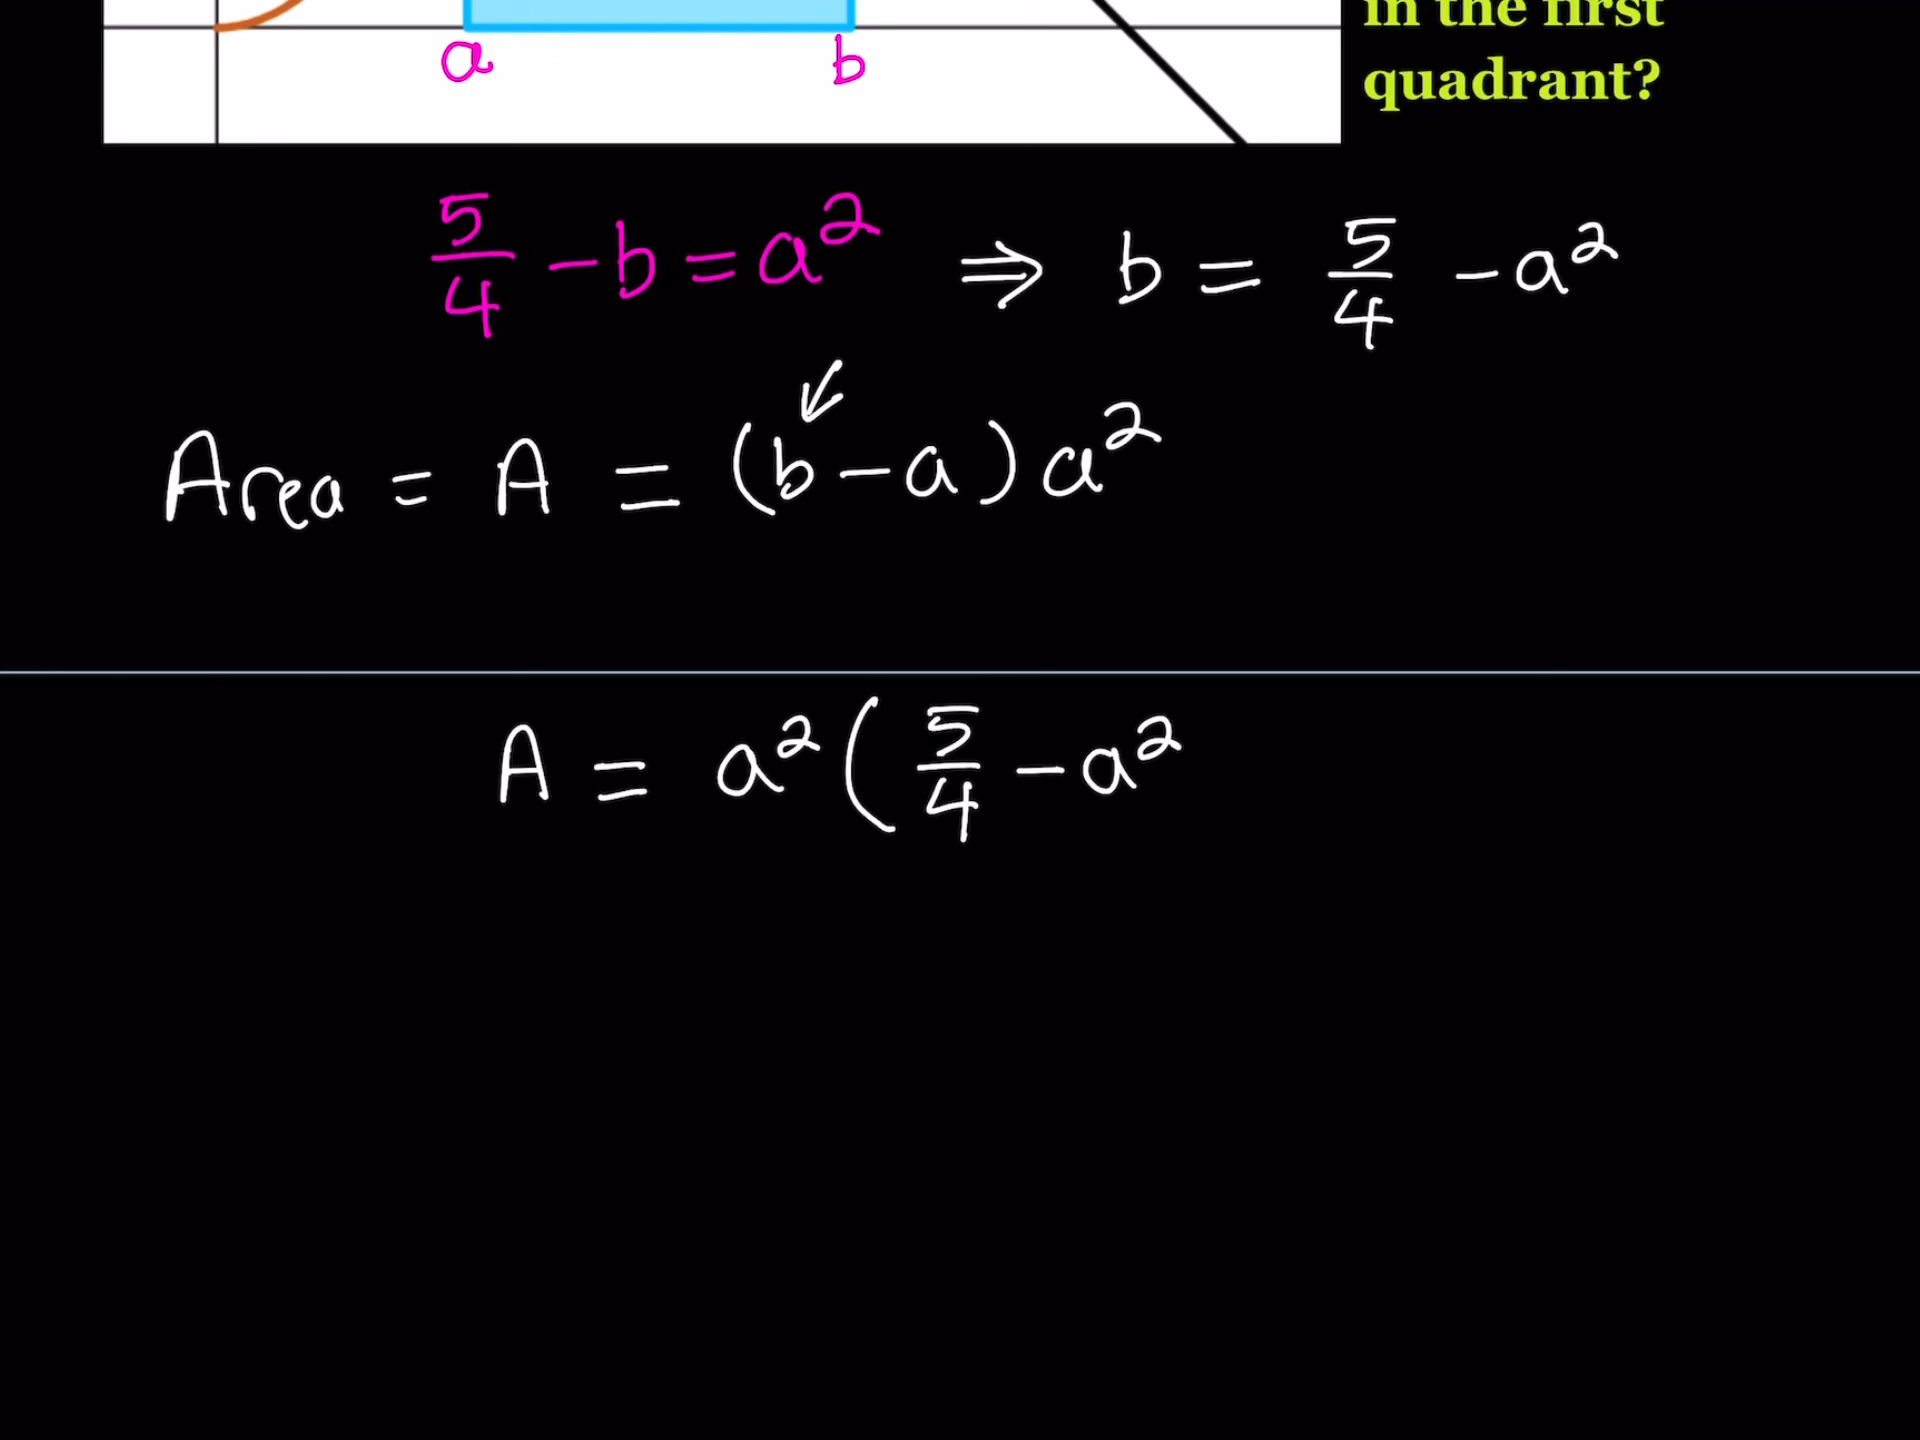 in the first
quadrant?
a b
5/4 - b = a² ⇒ b = 5/4 - a²
Area = A = (b - a) a²
A = a² ( 5/4 - a²